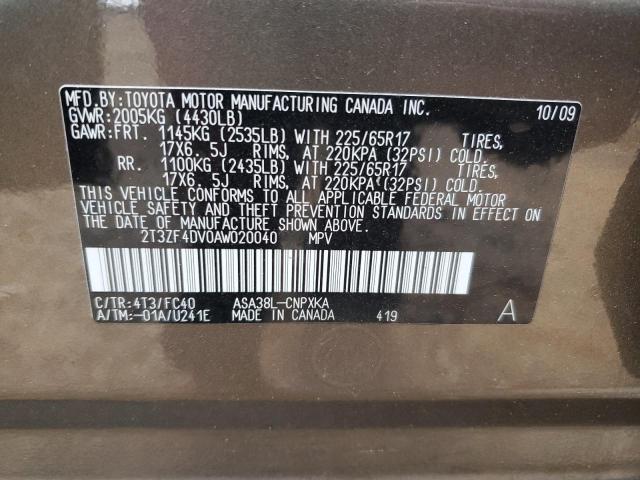 MFD.BY:TOYOTA MOTOR MANUFACTURING CANADA INC. 10/09
GVWR:2005KG (4430LB)
GAWR:FRT. 1145KG (2535LB) WITH 225/65R17 TIRES,
17X6.5J RIMS, AT 220KPA (32PSI) COLD.
RR. 1100KG (2435LB) WITH 225/65R17 TIRES,
17X6.5J RIMS, AT 220KPA (32PSI) COLD.
THIS VEHICLE CONFORMS TO ALL APPLICABLE FEDERAL MOTOR
VEHICLE SAFETY AND THEFT PREVENTION STANDARDS IN EFFECT ON
THE DATE OF MANUFACTURE SHOWN ABOVE.
2T3ZF4DV0AW020040 MPV
C/TR:4T3/FC40 ASA38L-CNPXKA
A/TM:-01A/U241E MADE IN CANADA 419 A